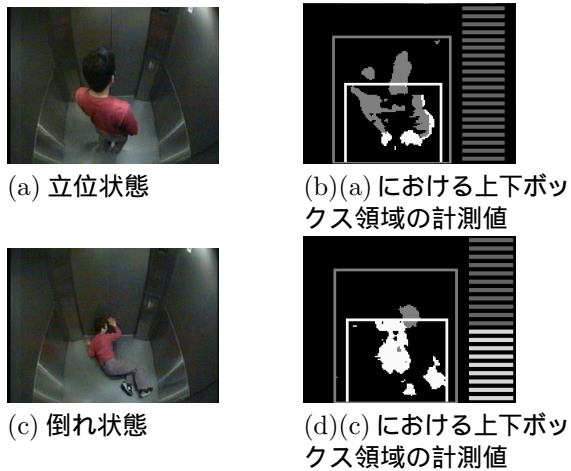 (a) 立位状態
(b)(a) における上下ボッ
クス領域の計測値
(c) 倒れ状態
(d)(c) における上下ボッ
クス領域の計測値